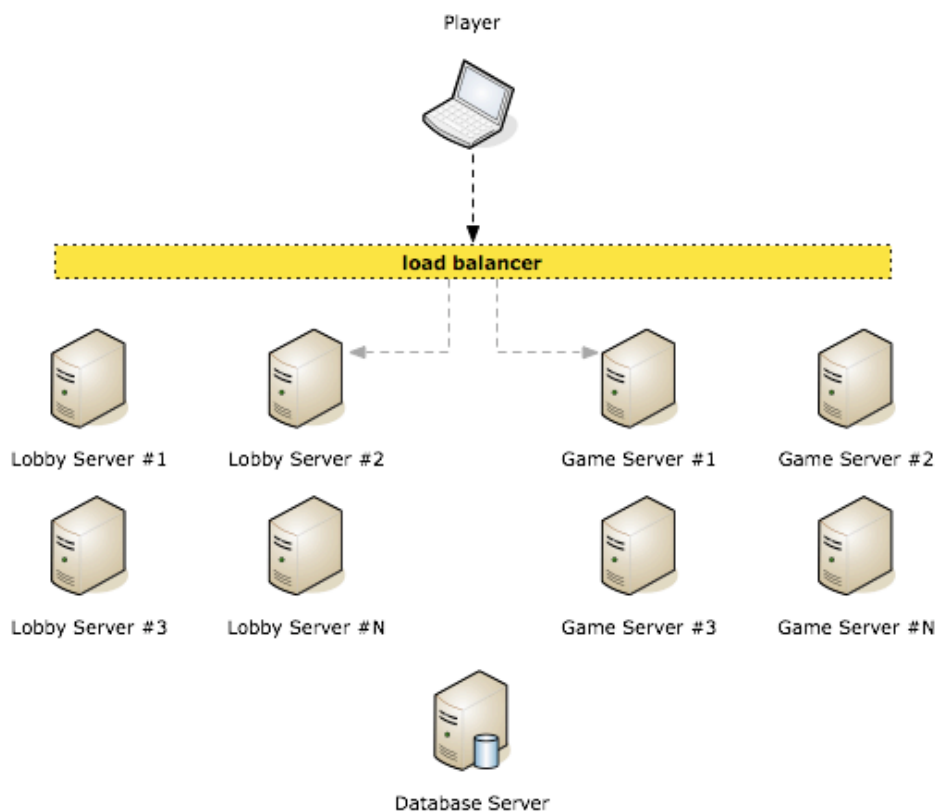 Player
load balancer
Lobby Server #1
Lobby Server #2
Game Server #1
Game Server #2
Lobby Server #3
Lobby Server #N
Game Server #3
Game Server #N
Database Server